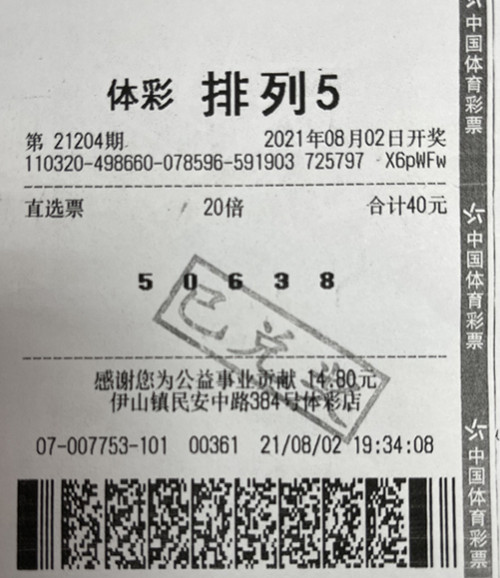 体彩 排列5
第 21204期 2021年08月02日开奖
110320-498660-078596-591903 725797 X6pWFw
直选票 20倍 合计40元
5 0 6 3 8
已兑奖
感谢您为公益事业贡献 14.80元
伊山镇民安中路384号体彩店
07-007753-101 00361 21/08/02 19:34:08
中国体育彩票
中国体育彩票
中国体育彩票